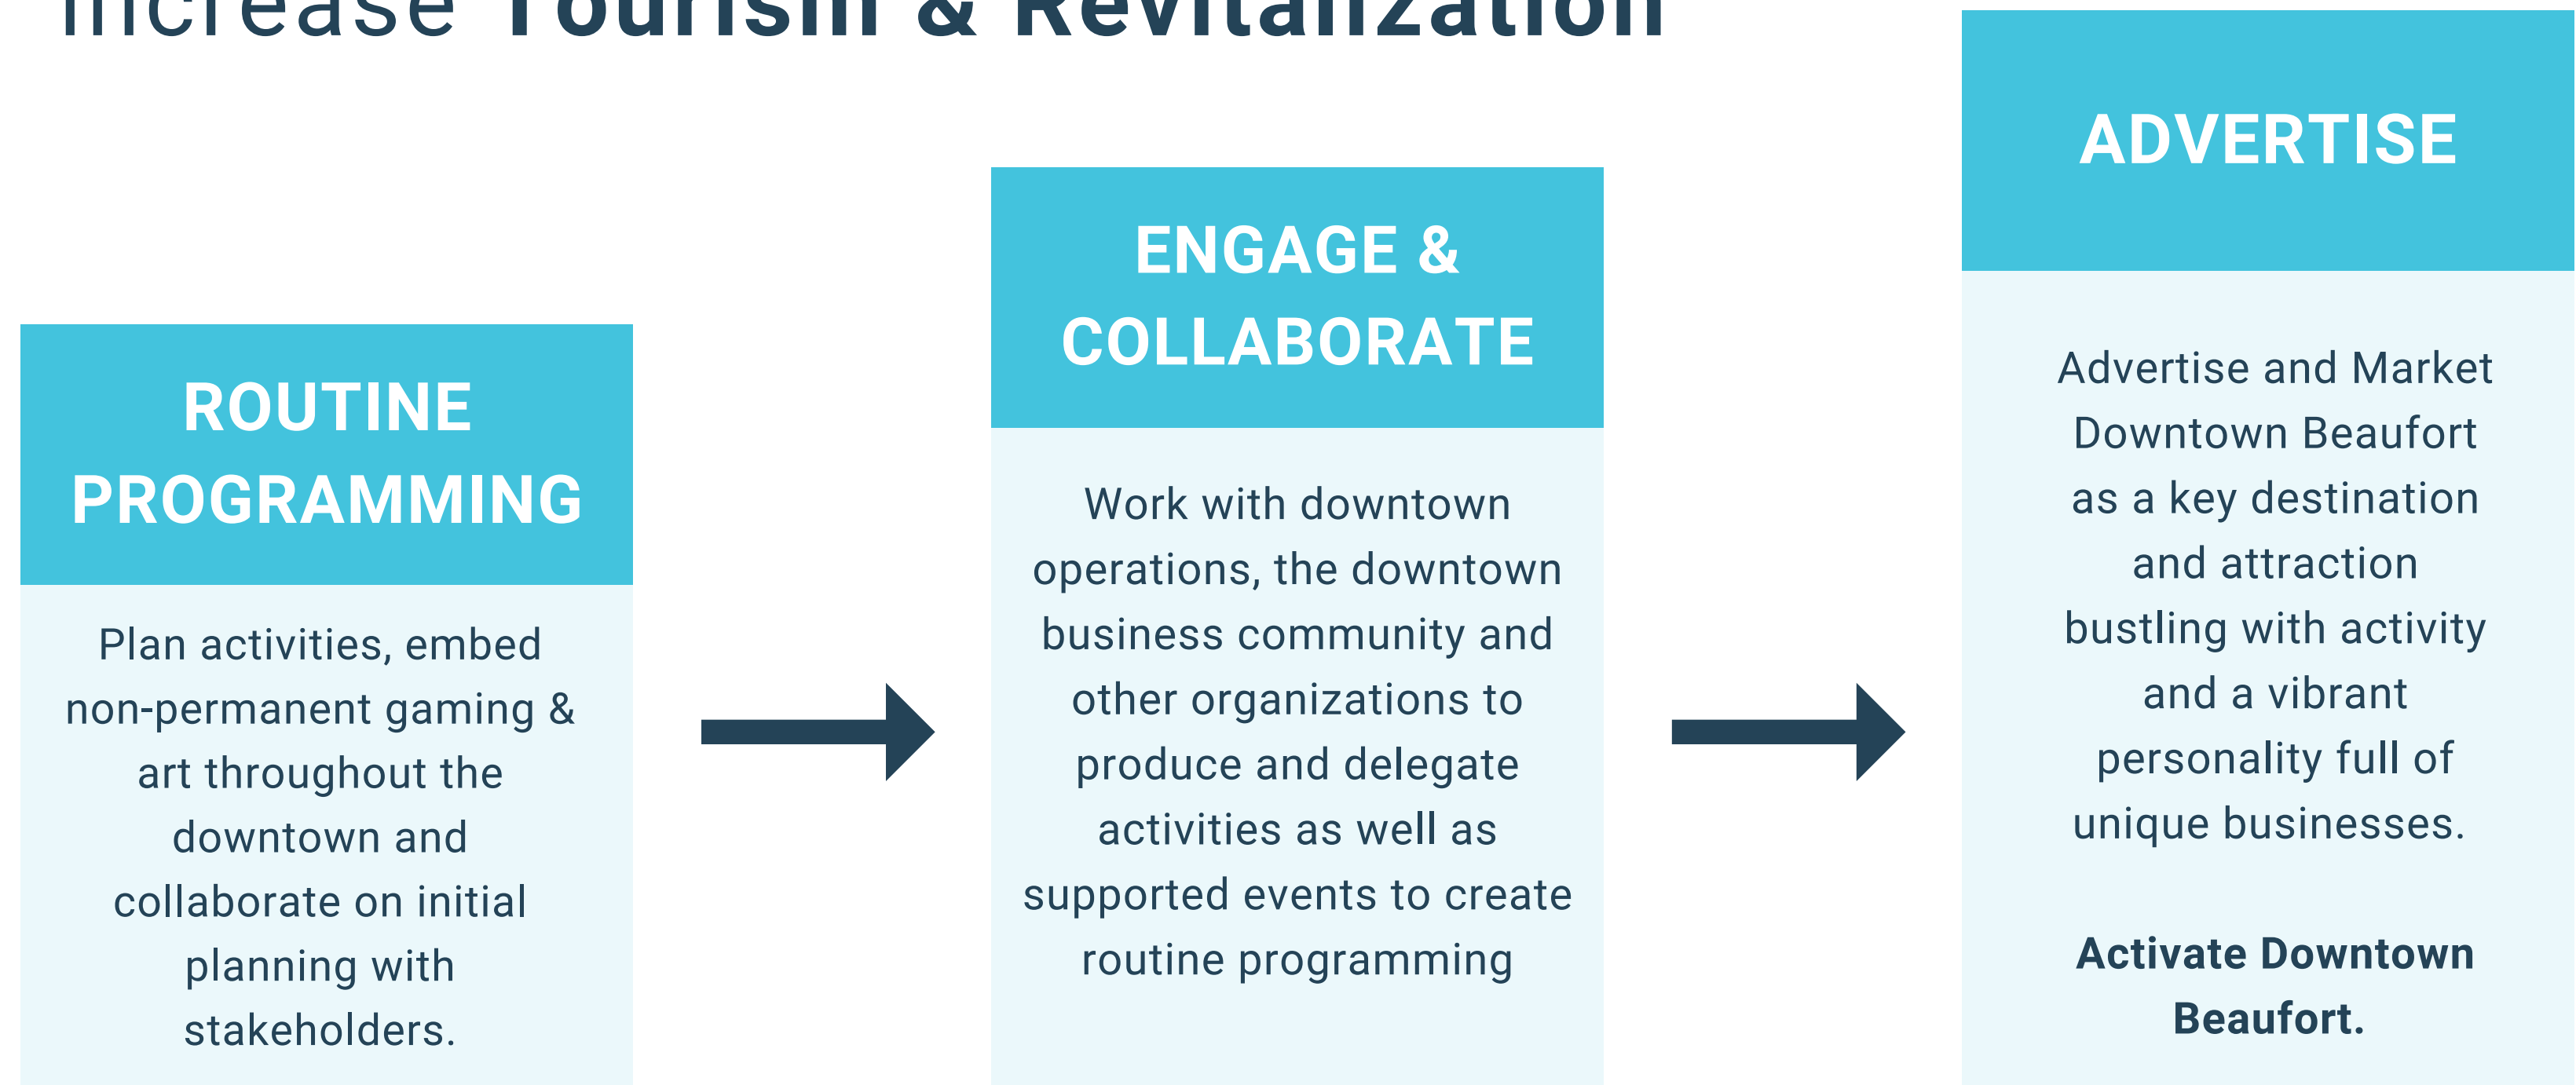 Increase Tourism & Revitalization
ROUTINE
PROGRAMMING
Plan activities, embed
non-permanent gaming &
art throughout the
downtown and
collaborate on initial
planning with
stakeholders.
ENGAGE &
COLLABORATE
Work with downtown
operations, the downtown
business community and
other organizations to
produce and delegate
activities as well as
supported events to create
routine programming
ADVERTISE
Advertise and Market
Downtown Beaufort
as a key destination
and attraction
bustling with activity
and a vibrant
personality full of
unique businesses.
Activate Downtown
Beaufort.